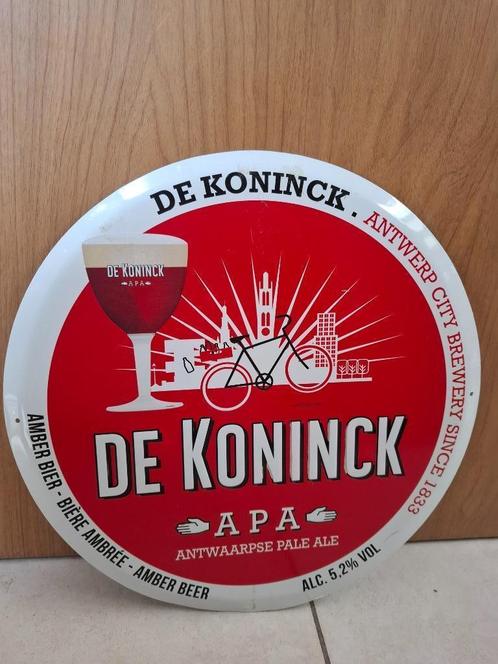 DE KONINCK. ANTWERP CITY BREWERY SINCE 1833
DE KONINCK
APA
DE KONINCK
APA
ANTWAARPSE PALE ALE
AMBER BIER - BIÈRE AMBRÉE - AMBER BEER
ALC. 5,2% VOL